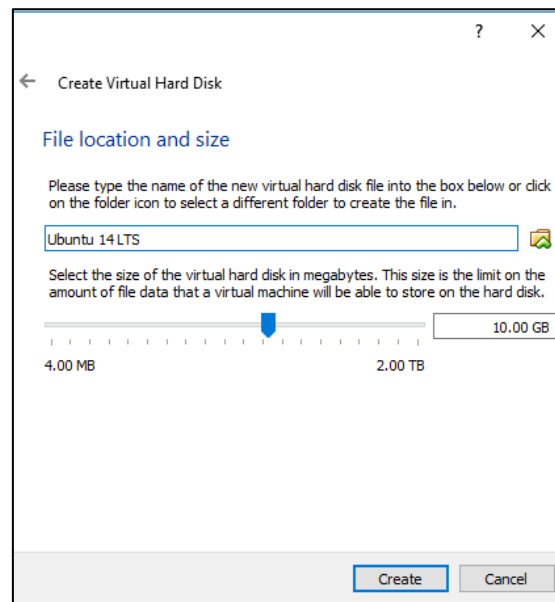 ?
Create Virtual Hard Disk
File location and size
Please type the name of the new virtual hard disk file into the box below or click
on the folder icon to select a different folder to create the file in.
Ubuntu 14 LTS
Select the size of the virtual hard disk in megabytes. This size is the limit on the
amount of file data that a virtual machine will be able to store on the hard disk.
10.00 GB
4.00 MB 2.00 TB
Create Cancel